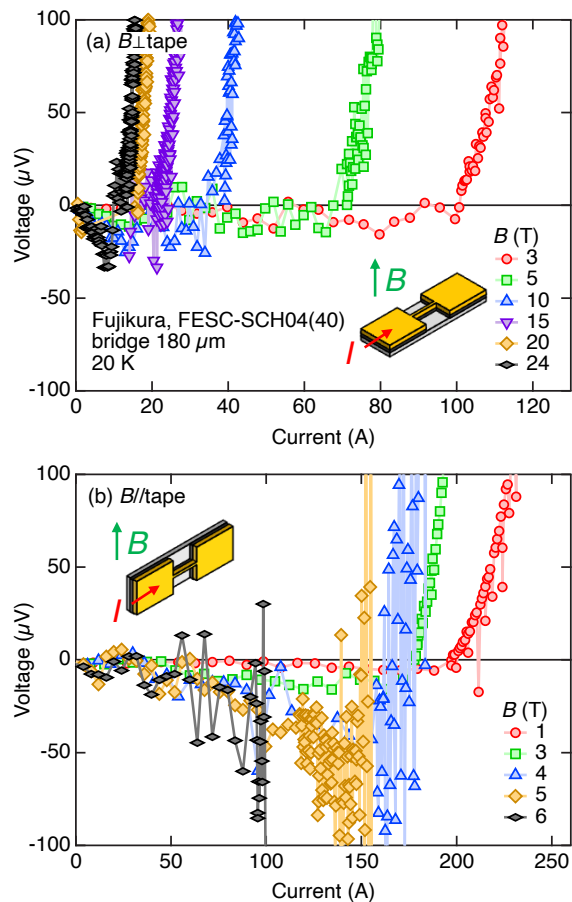 (a) B⊥tape
100
50
0
-50
-100
Voltage (µV)
B (T)
3
5
10
15
20
24
B
I
Fujikura, FESC-SCH04(40)
bridge 180 µm
20 K
0 20 40 60 80 100 120
Current (A)
(b) B//tape
100
50
0
-50
-100
Voltage (µV)
B
I
B (T)
1
3
4
5
6
0 50 100 150 200 250
Current (A)